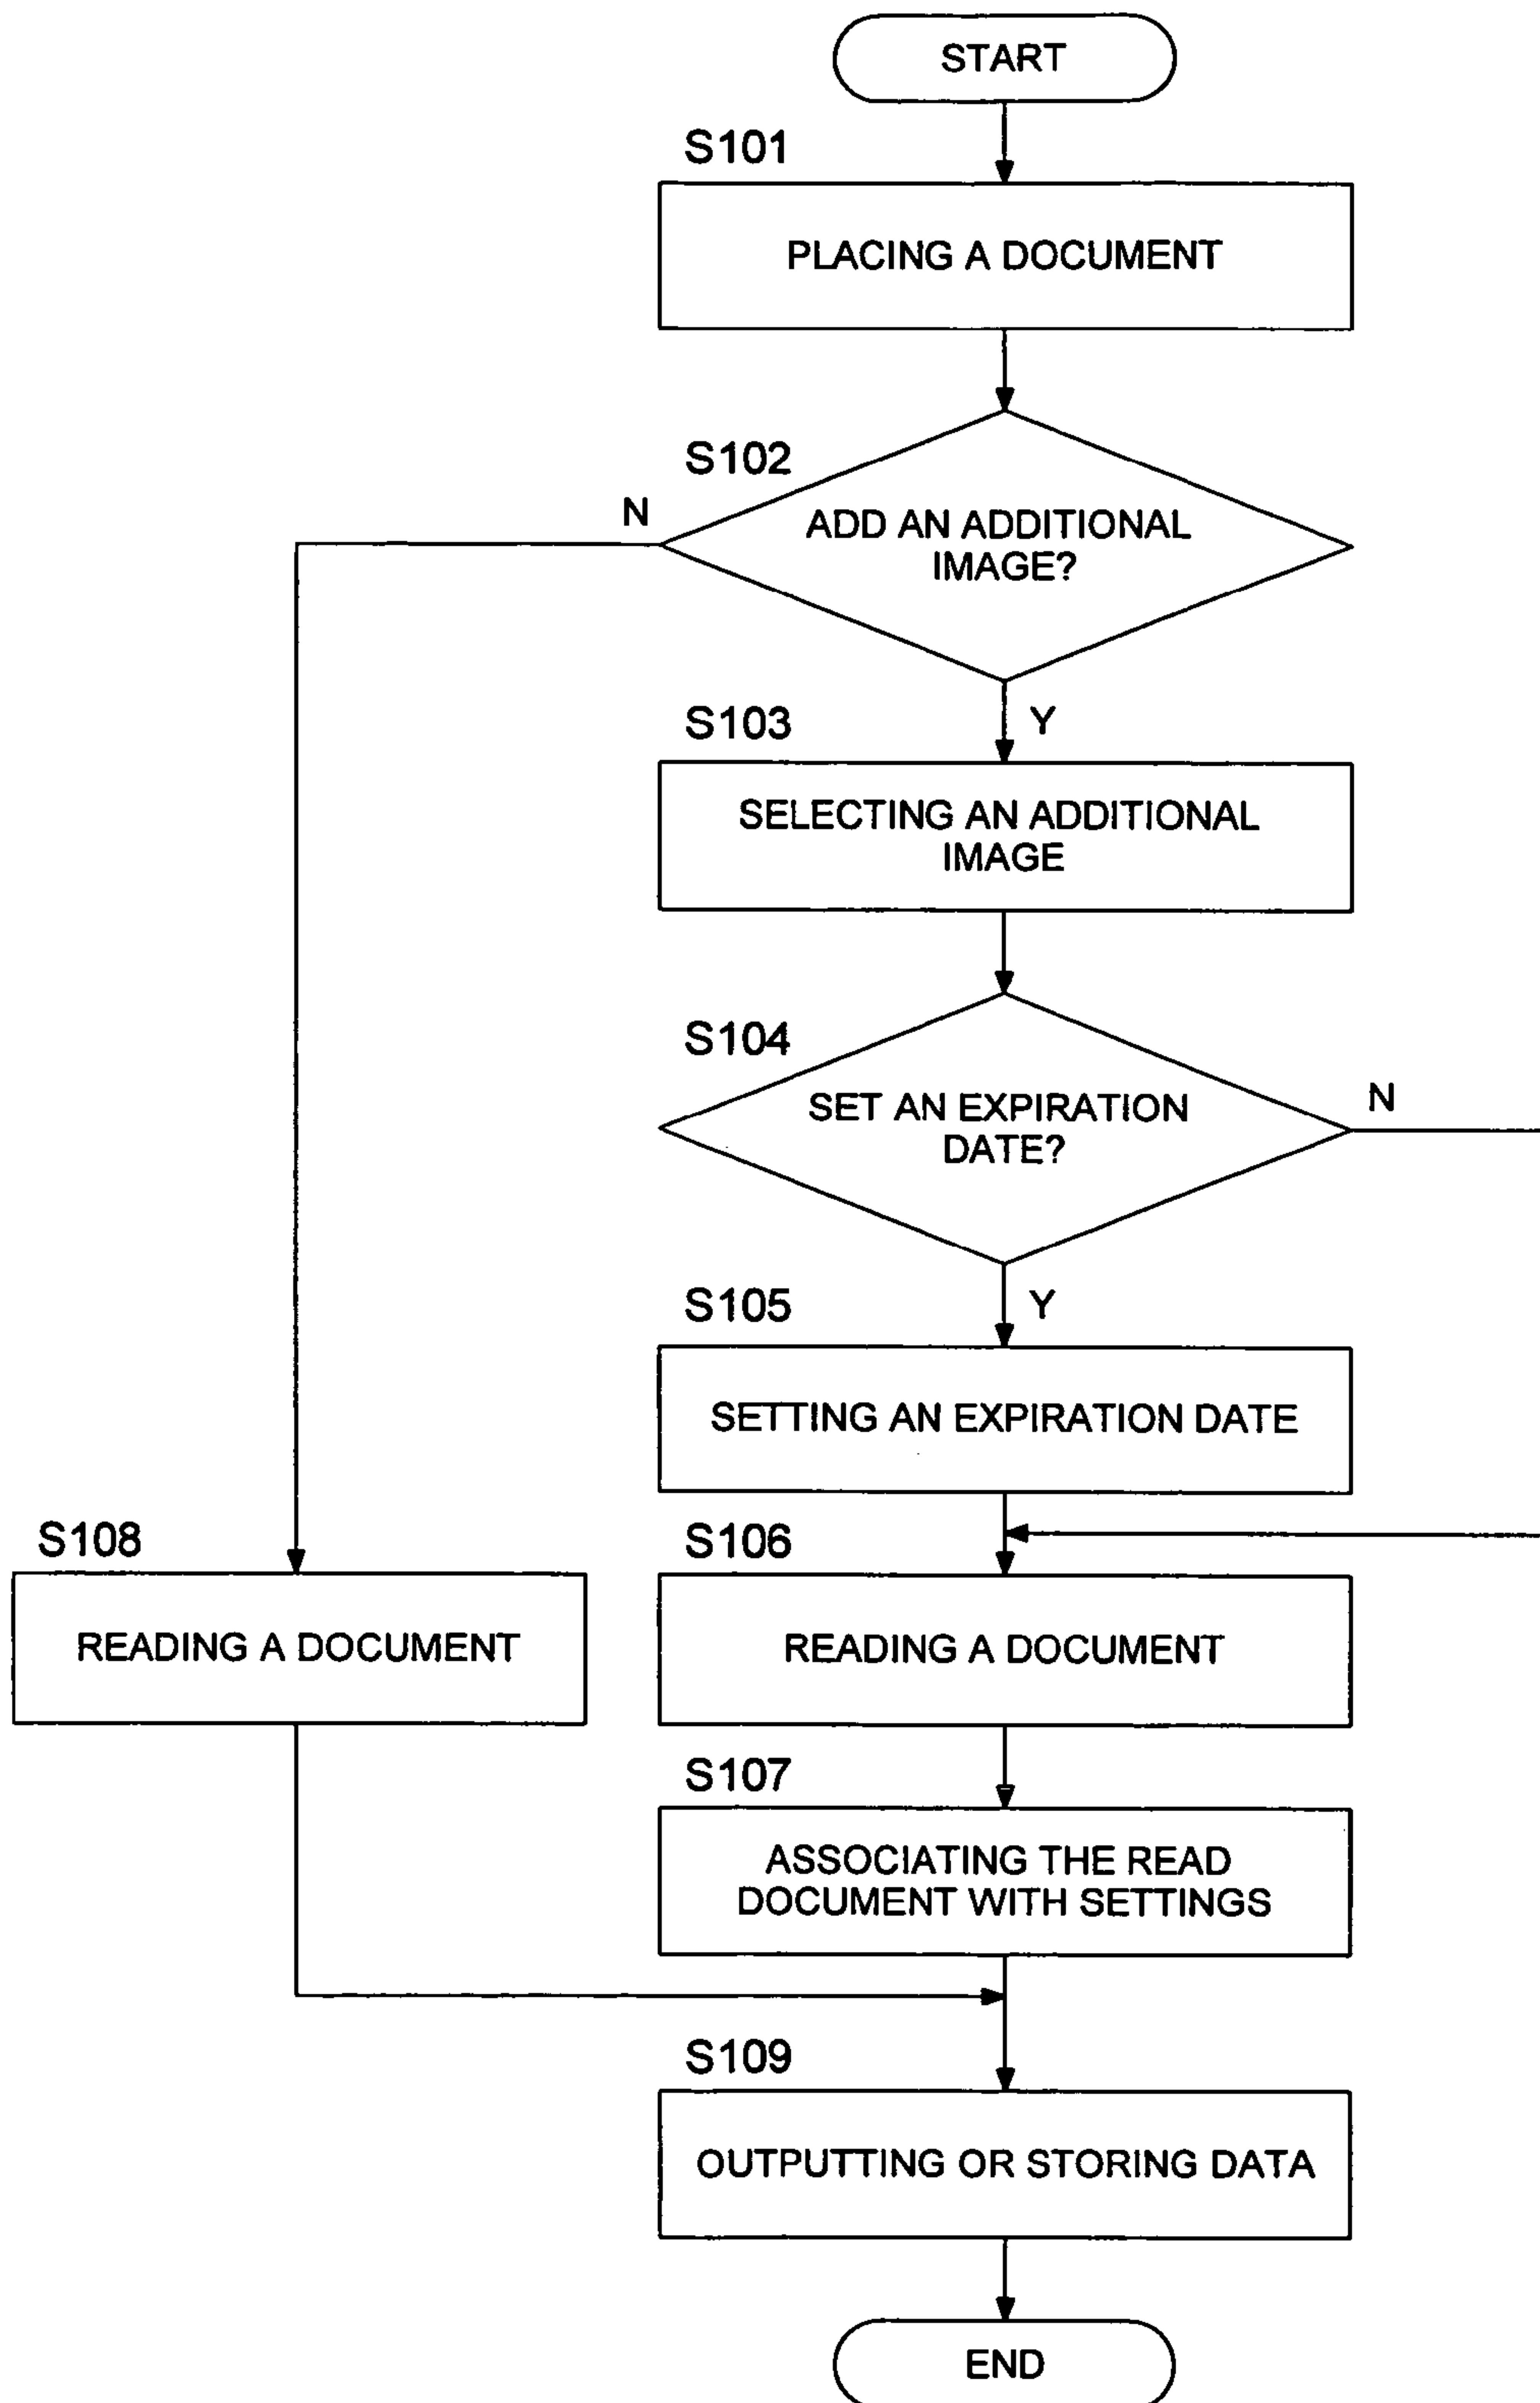 START
S101
PLACING A DOCUMENT
S102
N
ADD AN ADDITIONAL
IMAGE?
Y
S103
SELECTING AN ADDITIONAL
IMAGE
S104
N
SET AN EXPIRATION
DATE?
Y
S105
SETTING AN EXPIRATION DATE
S108
S106
READING A DOCUMENT
READING A DOCUMENT
S107
ASSOCIATING THE READ
DOCUMENT WITH SETTINGS
S109
OUTPUTTING OR STORING DATA
END